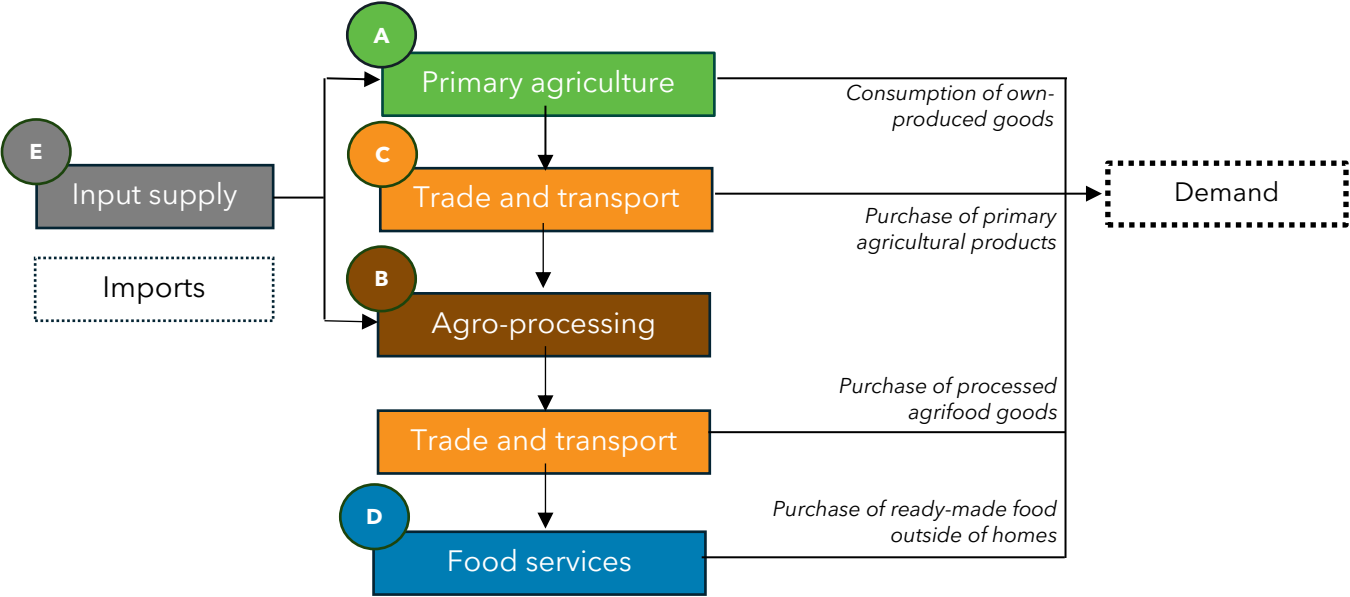 A
Primary agriculture
Consumption of own-
produced goods
E
Input supply
C
Trade and transport
Demand
Purchase of primary
agricultural products
Imports
B
Agro-processing
Purchase of processed
agrifood goods
Trade and transport
D
Purchase of ready-made food
outside of homes
Food services